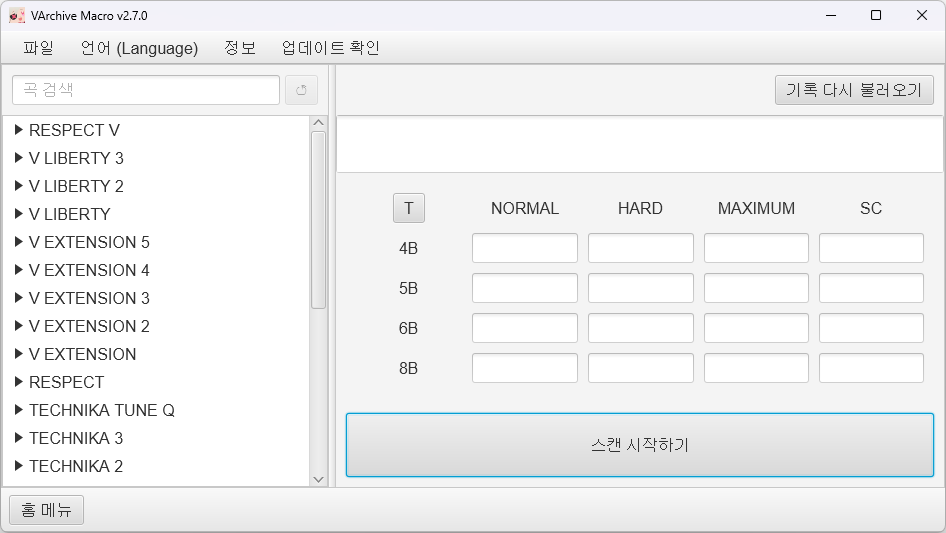 VArchive Macro v2.7.0
파일 언어 (Language) 정보 업데이트 확인
곡 검색
기록 다시 불러오기
RESPECT V
V LIBERTY 3
V LIBERTY 2
V LIBERTY
V EXTENSION 5
V EXTENSION 4
V EXTENSION 3
V EXTENSION 2
V EXTENSION
RESPECT
TECHNIKA TUNE Q
TECHNIKA 3
TECHNIKA 2
T NORMAL HARD MAXIMUM SC
4B
5B
6B
8B
스캔 시작하기
홈 메뉴